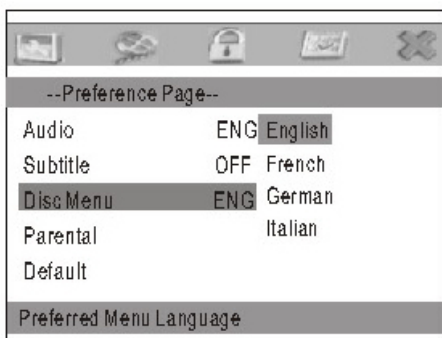 --Preference Page--
Audio ENG English
Subtitle OFF French
Disc Menu ENG German
Parental Italian
Default
Preferred Menu Language